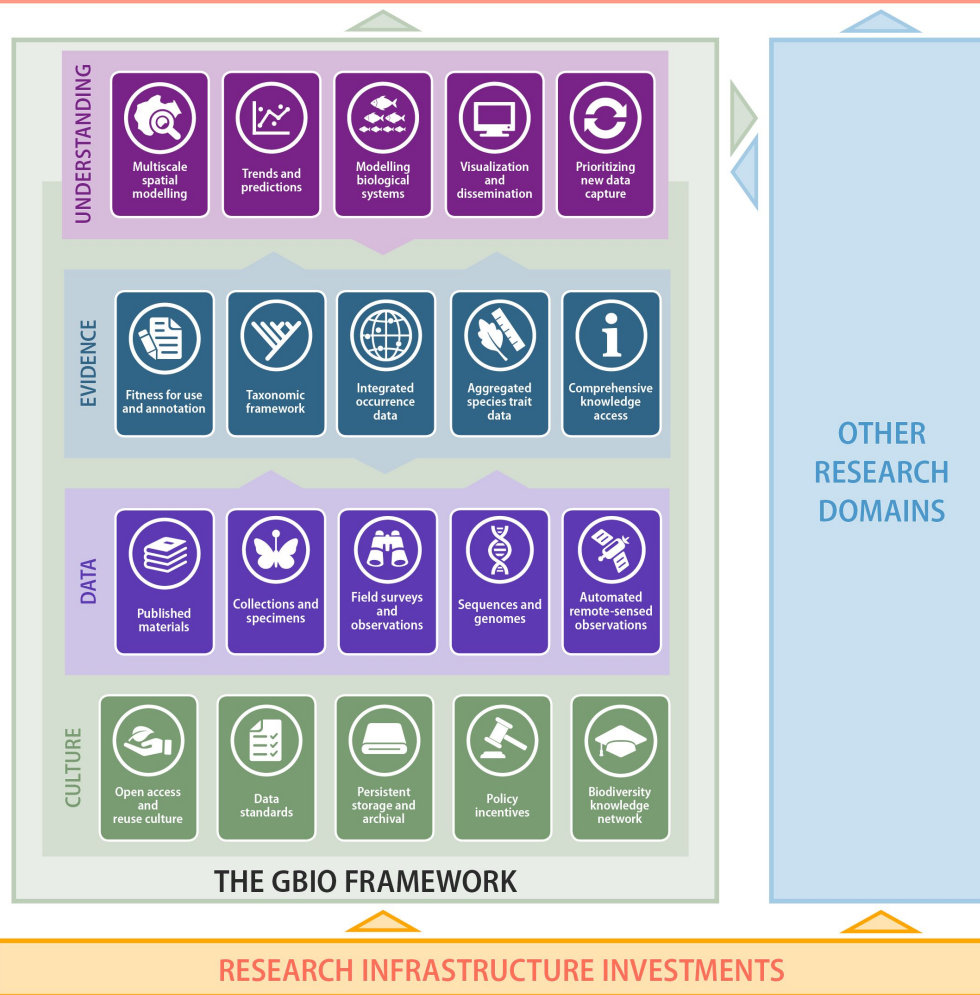 UNDERSTANDING
Multiscale
spatial
modelling
Trends and
predictions
Modelling
biological
systems
Visualization
and
dissemination
Prioritizing
new data
capture
EVIDENCE
Fitness for use
and annotation
Taxonomic
framework
Integrated
occurrence
data
Aggregated
species trait
data
Comprehensive
knowledge
access
DATA
Published
materials
Collections and
specimens
Field surveys
and
observations
Sequences and
genomes
Automated
remote-sensed
observations
CULTURE
Open access
and
reuse culture
Data
standards
Persistent
storage and
archival
Policy
incentives
Biodiversity
knowledge
network
THE GBIO FRAMEWORK
OTHER
RESEARCH
DOMAINS
RESEARCH INFRASTRUCTURE INVESTMENTS